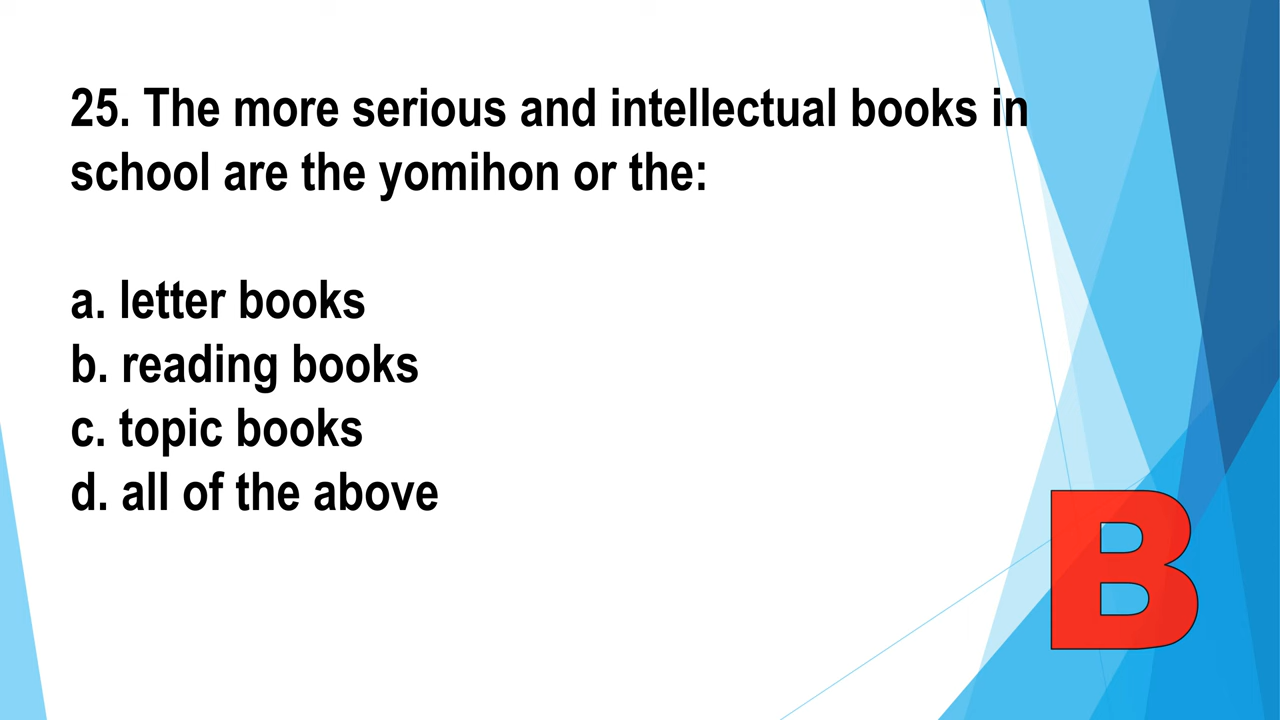 25. The more serious and intellectual books in
school are the yomihon or the:
a. letter books
b. reading books
c. topic books
d. all of the above
B